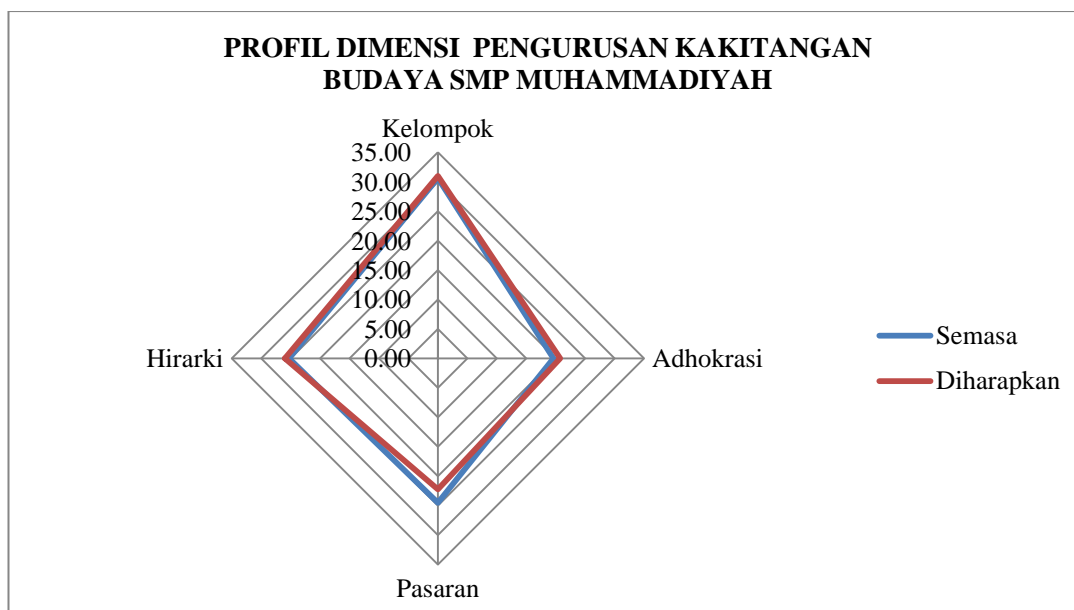 PROFIL DIMENSI PENGURUSAN KAKITANGAN
BUDAYA SMP MUHAMMADIYAH
Kelompok
35.00
30.00
25.00
20.00
15.00
10.00
5.00
0.00
Hirarki
Adhokrasi
Pasaran
Semasa
Diharapkan